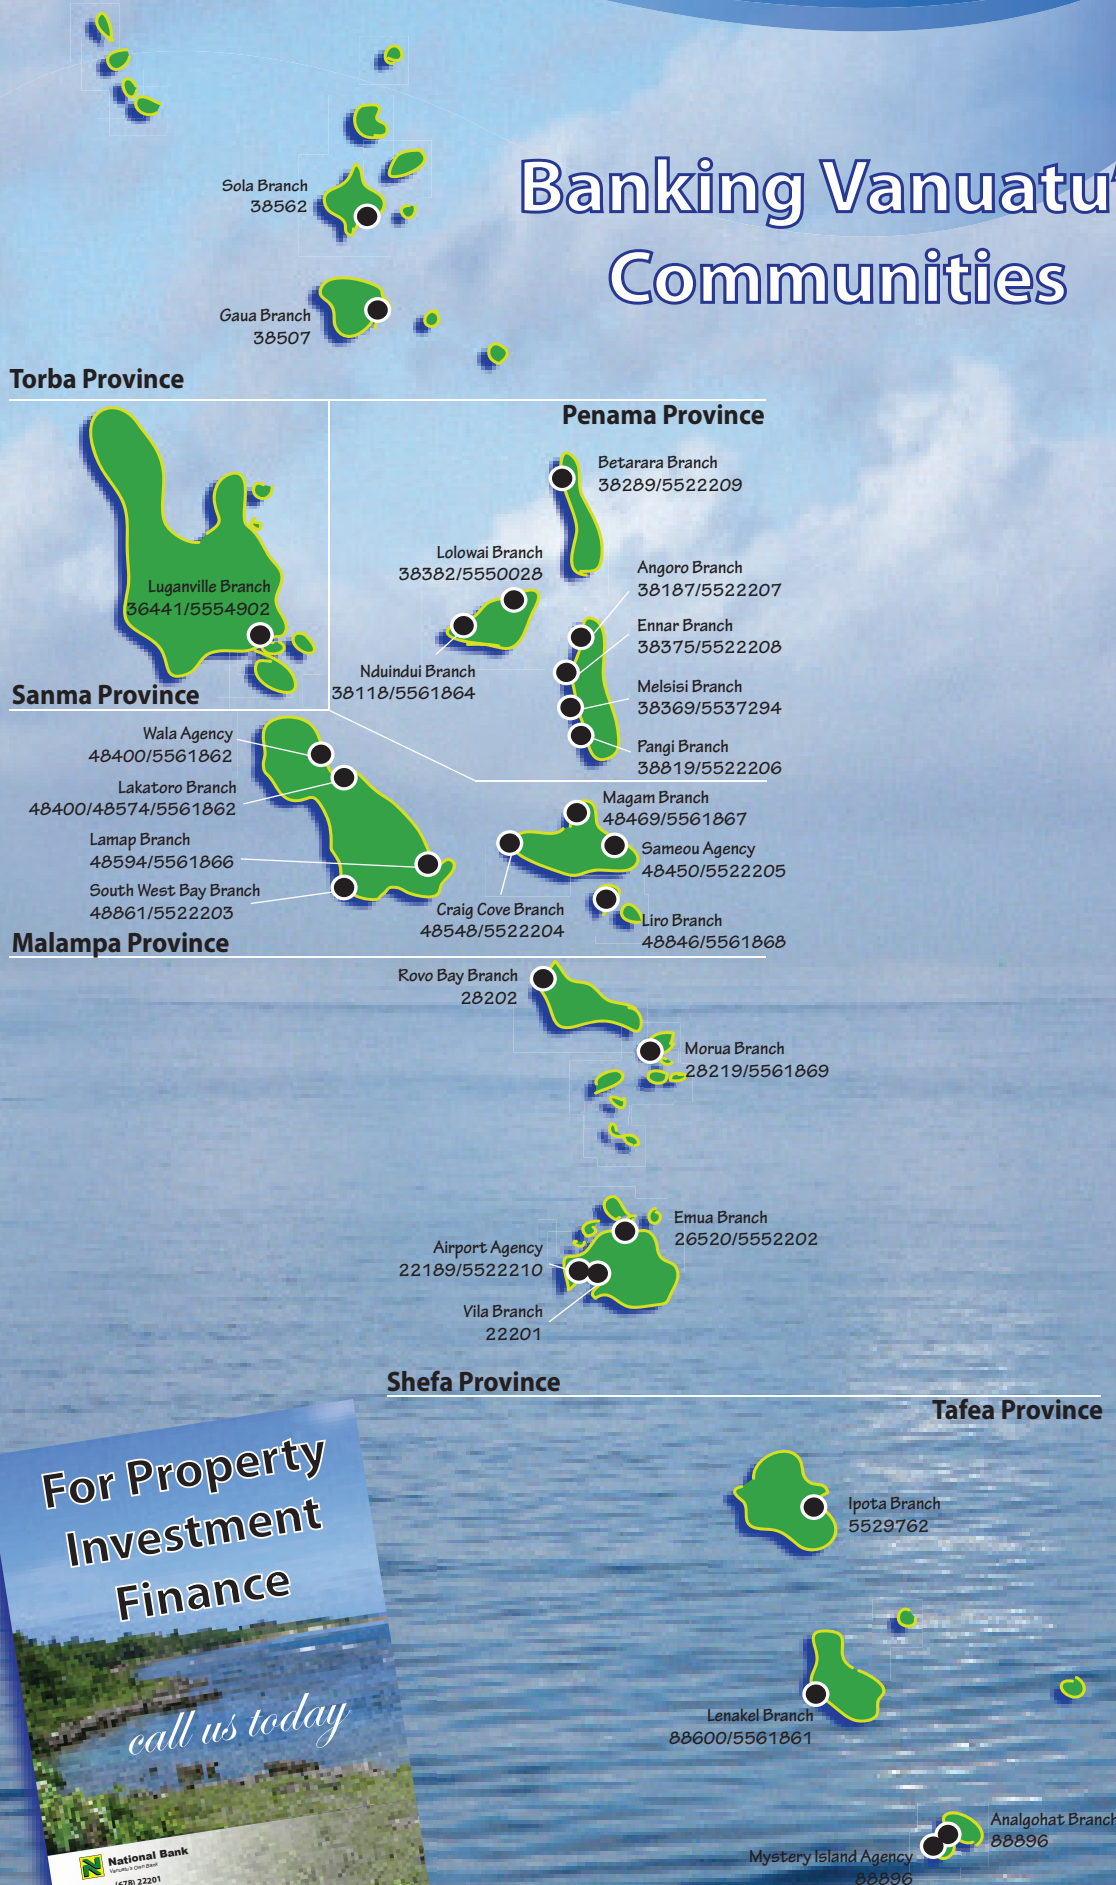 Banking Vanuatu'
Communities
Sola Branch
38562
Gaua Branch
38507
Torba Province
Penama Province
Betarara Branch
38289/5522209
Lolowai Branch
38382/5550028
Angoro Branch
38187/5522207
Ennar Branch
38375/5522208
Nduindui Branch
38118/5561864
Melsisi Branch
38369/5537294
Pangi Branch
38819/5522206
Luganville Branch
36441/5554902
Sanma Province
Wala Agency
48400/5561862
Lakatoro Branch
48400/48574/5561862
Lamap Branch
48594/5561866
South West Bay Branch
48861/5522203
Magam Branch
48469/5561867
Sameou Agency
48450/5522205
Craig Cove Branch
48548/5522204
Liro Branch
48846/5561868
Malampa Province
Rovo Bay Branch
28202
Morua Branch
28219/5561869
Emua Branch
26520/5552202
Airport Agency
22189/5522210
Vila Branch
22201
Shefa Province
Tafea Province
Ipota Branch
5529762
Lenakel Branch
88600/5561861
Analgohat Branch
88896
Mystery Island Agency
88896
For Property
Investment
Finance
call us today
National Bank
Vanuatu's Own Bank
(678) 22201